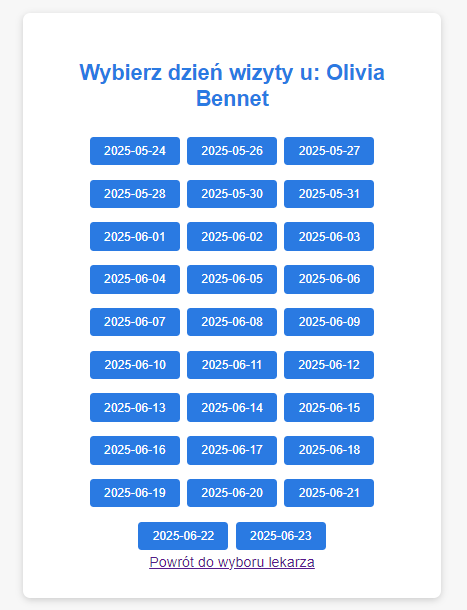 Wybierz dzień wizyty u: Olivia
Bennet
2025-05-24 2025-05-26 2025-05-27
2025-05-28 2025-05-30 2025-05-31
2025-06-01 2025-06-02 2025-06-03
2025-06-04 2025-06-05 2025-06-06
2025-06-07 2025-06-08 2025-06-09
2025-06-10 2025-06-11 2025-06-12
2025-06-13 2025-06-14 2025-06-15
2025-06-16 2025-06-17 2025-06-18
2025-06-19 2025-06-20 2025-06-21
2025-06-22 2025-06-23
Powrót do wyboru lekarza